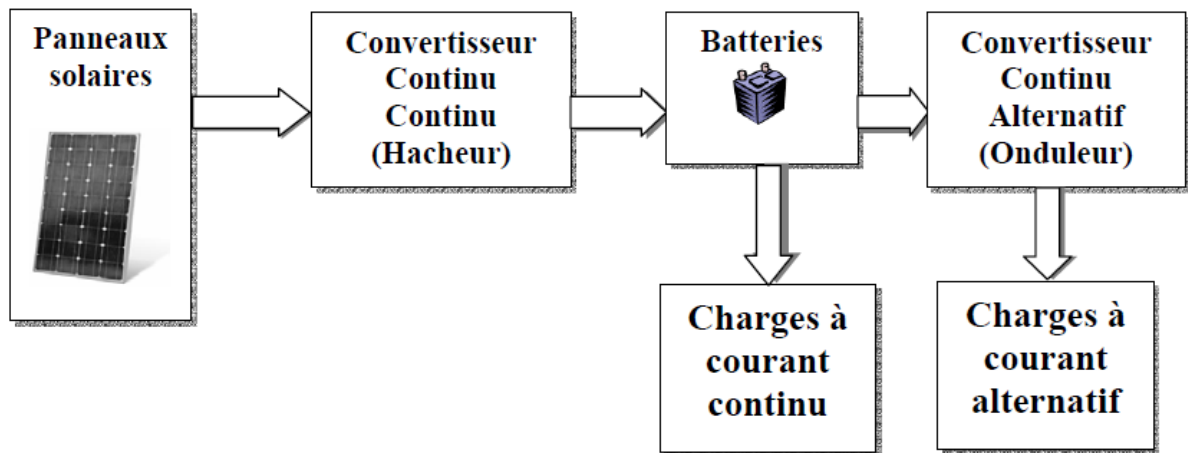 Panneaux
solaires
Convertisseur
Continu
Continu
(Hacheur)
Batteries
Convertisseur
Continu
Alternatif
(Onduleur)
Charges à
courant
continu
Charges à
courant
alternatif